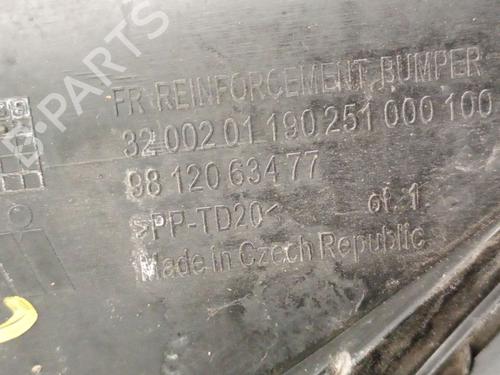 FR REINFORCEMENT BUMPER
32 002 01 190 251 000 100
98 120 634 77
>PP-TD20< of. 1
Made in Czech Republic
B-PARTS